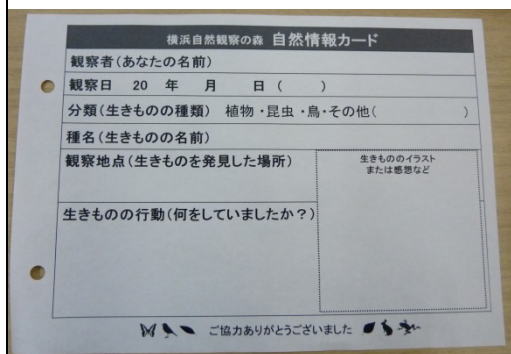 横浜自然観察の森 自然情報カード
観察者(あなたの名前)
観察日 20 年 月 日( )
分類(生きものの種類) 植物・昆虫・鳥・その他( )
種名(生きものの名前)
観察地点(生きものを発見した場所)
生きもののイラスト
または感想など
生きものの行動(何をしていましたか?)
ご協力ありがとうございました